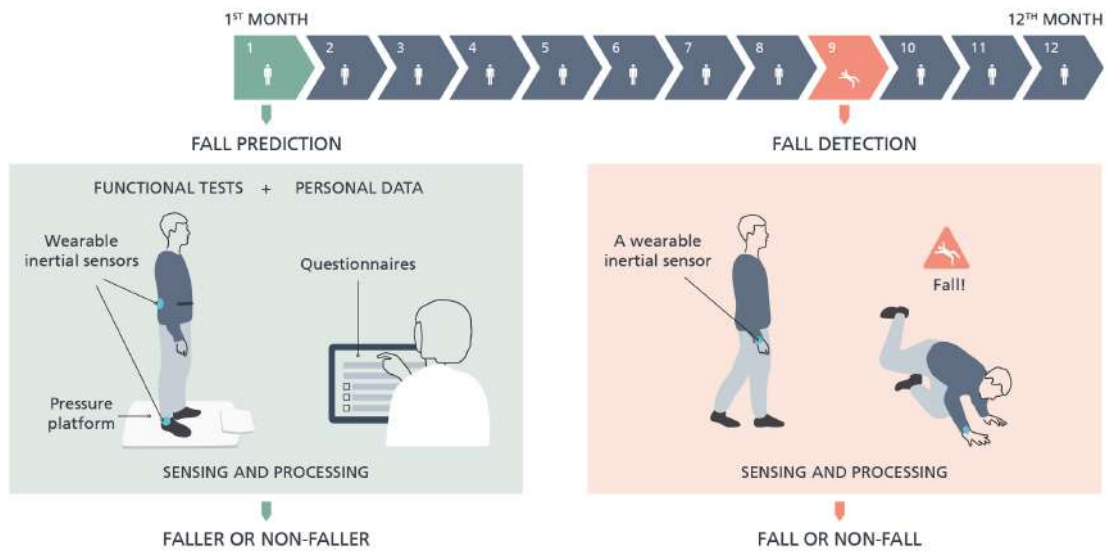 1ST MONTH
12TH MONTH
1 2 3 4 5 6 7 8 9 10 11 12
FALL PREDICTION
FUNCTIONAL TESTS + PERSONAL DATA
Wearable
inertial sensors
Questionnaires
Pressure
platform
SENSING AND PROCESSING
FALLER OR NON-FALLER
FALL DETECTION
A wearable
inertial sensor
Fall!
SENSING AND PROCESSING
FALL OR NON-FALL